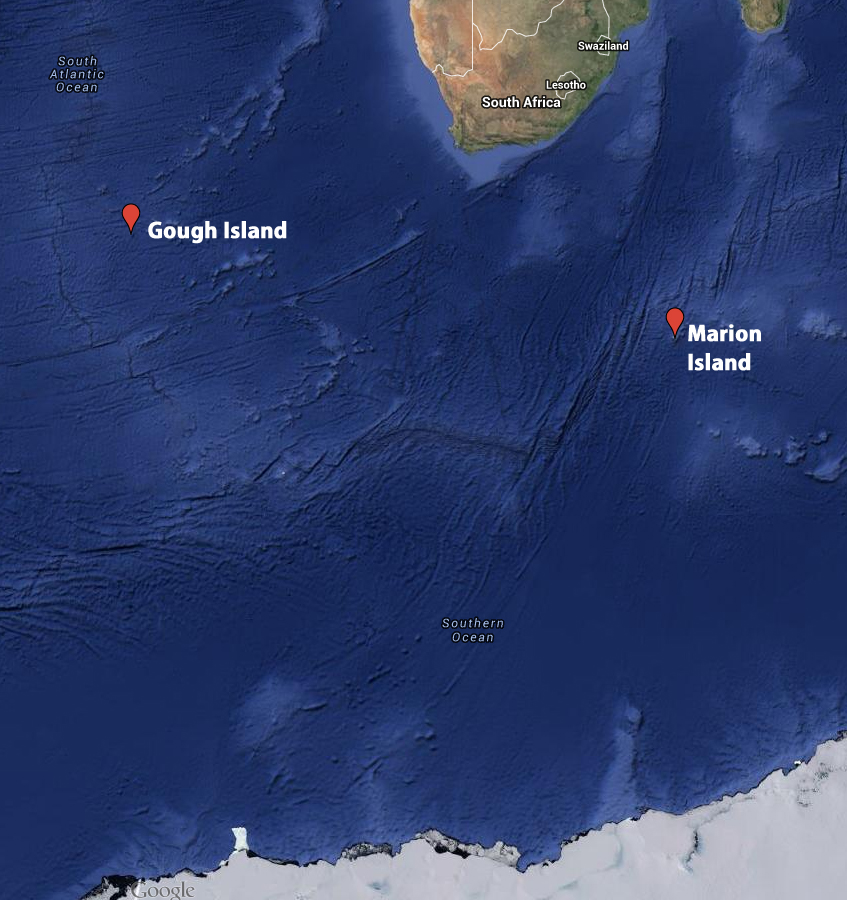 Swaziland
South
Atlantic
Ocean
Lesotho
South Africa
Gough Island
Marion
Island
Southern
Ocean
Google